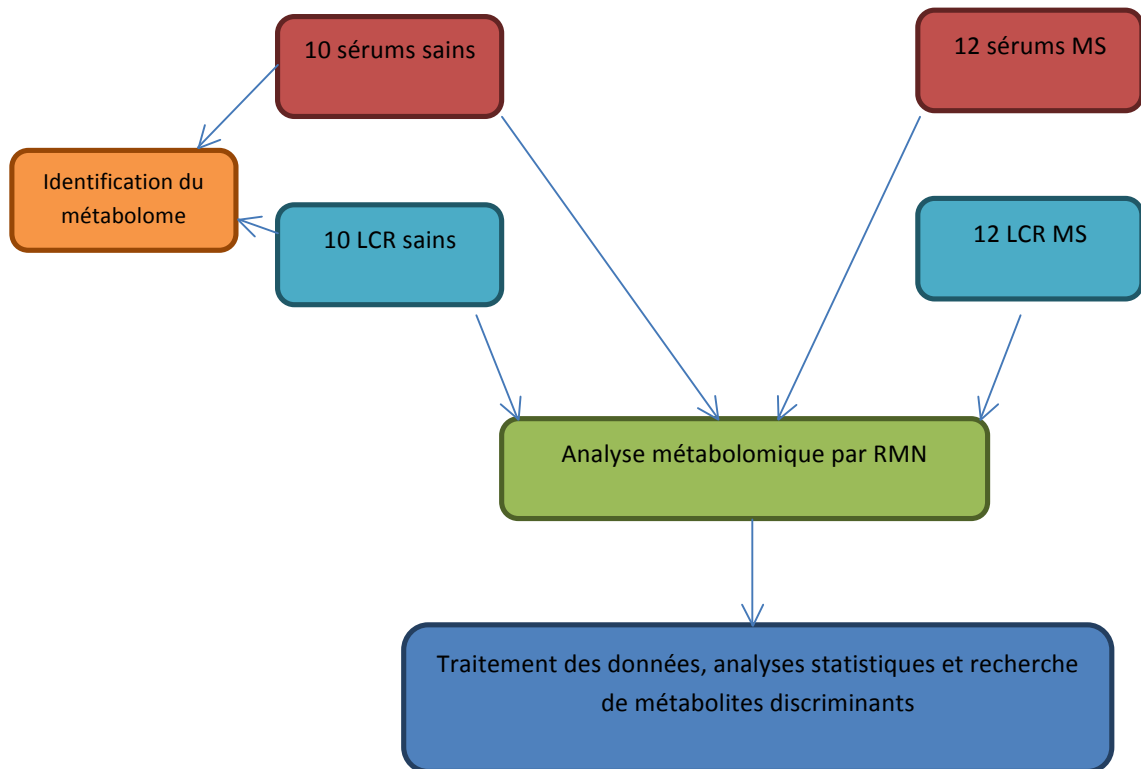 10 sérums sains
12 sérums MS
Identification du
métabolome
10 LCR sains
12 LCR MS
Analyse métabolomique par RMN
Traitement des données, analyses statistiques et recherche
de métabolites discriminants